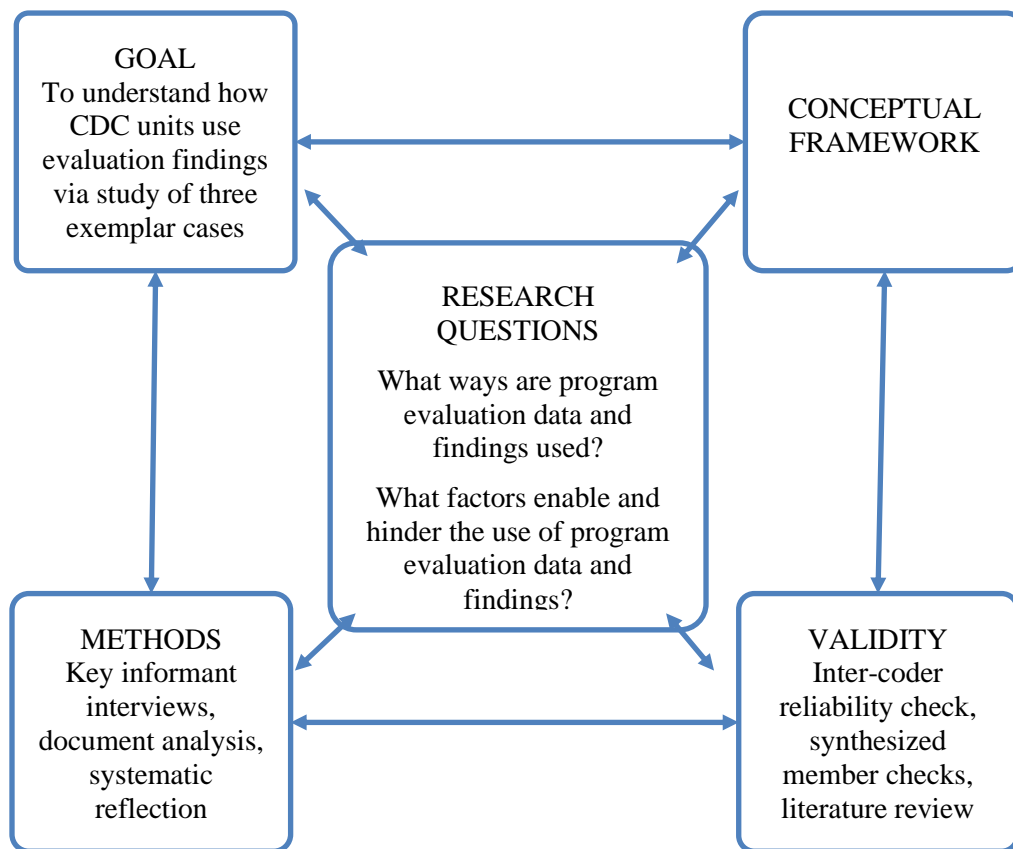 GOAL
To understand how
CDC units use
evaluation findings
via study of three
exemplar cases
CONCEPTUAL
FRAMEWORK
RESEARCH
QUESTIONS
What ways are program
evaluation data and
findings used?
What factors enable and
hinder the use of program
evaluation data and
findings?
METHODS
Key informant
interviews,
document analysis,
systematic
reflection
VALIDITY
Inter-coder
reliability check,
synthesized
member checks,
literature review